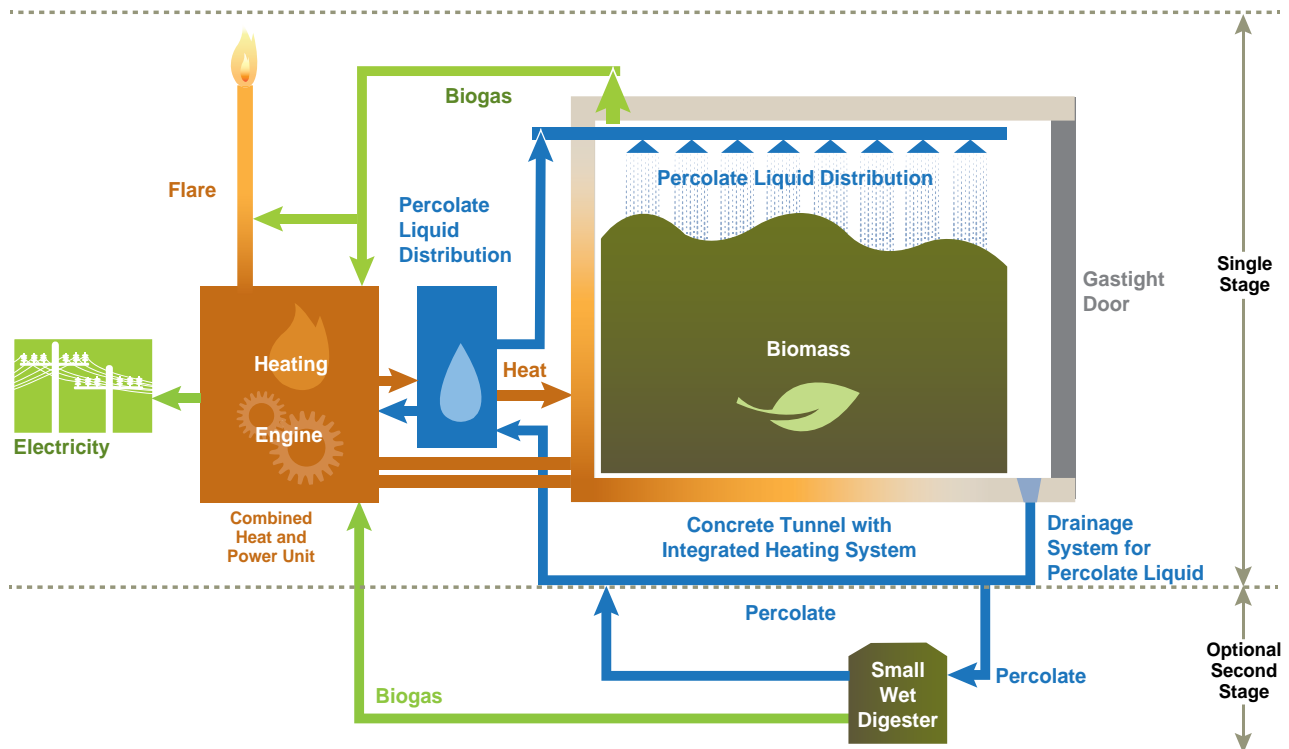 Biogas
Flare
Percolate
Liquid
Distribution
Percolate Liquid Distribution
Single
Stage
Gastight
Door
Heating
Engine
Heat
Biomass
Electricity
Combined
Heat and
Power Unit
Concrete Tunnel with
Integrated Heating System
Drainage
System for
Percolate Liquid
Percolate
Optional
Second
Stage
Small
Wet
Digester
Percolate
Biogas